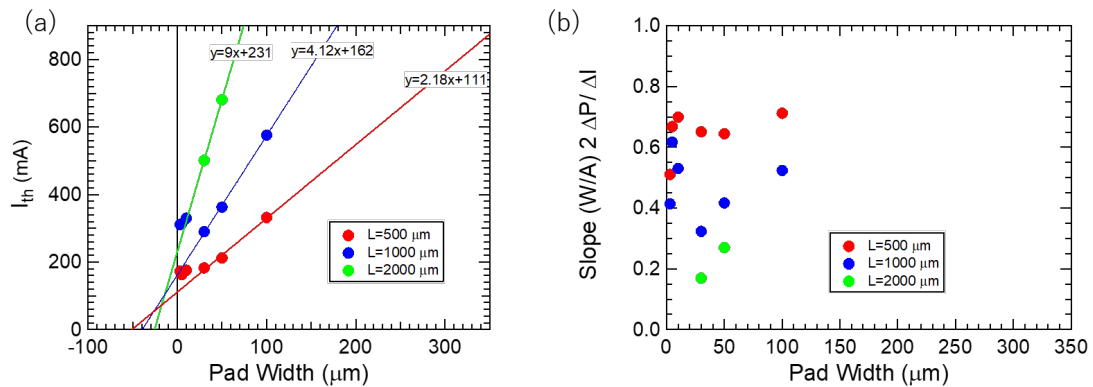 (a)
I_th (mA)
800
600
400
200
0
-100
0
100
200
300
Pad Width (μm)
y=9x+231
y=4.12x+162
y=2.18x+111
L=500 μm
L=1000 μm
L=2000 μm
(b)
Slope (W/A) 2 ΔP/ ΔI
1.0
0.8
0.6
0.4
0.2
0.0
0
50
100
150
200
250
300
350
Pad Width (μm)
L=500 μm
L=1000 μm
L=2000 μm